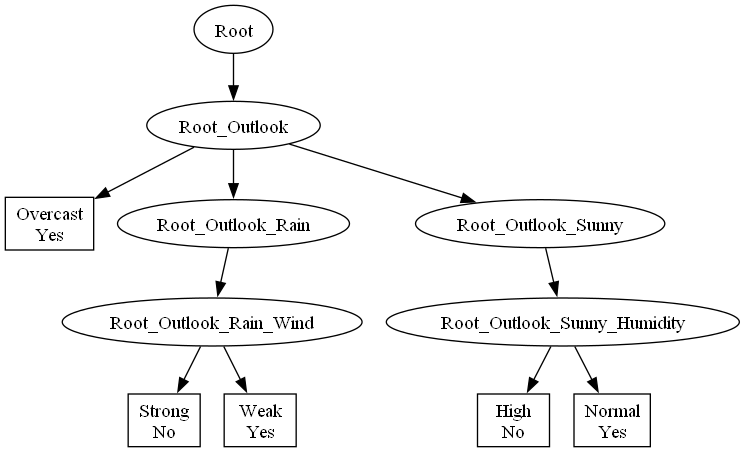 Root
Root_Outlook
Overcast
Yes
Root_Outlook_Rain
Root_Outlook_Sunny
Root_Outlook_Rain_Wind
Root_Outlook_Sunny_Humidity
Strong
No
Weak
Yes
High
No
Normal
Yes